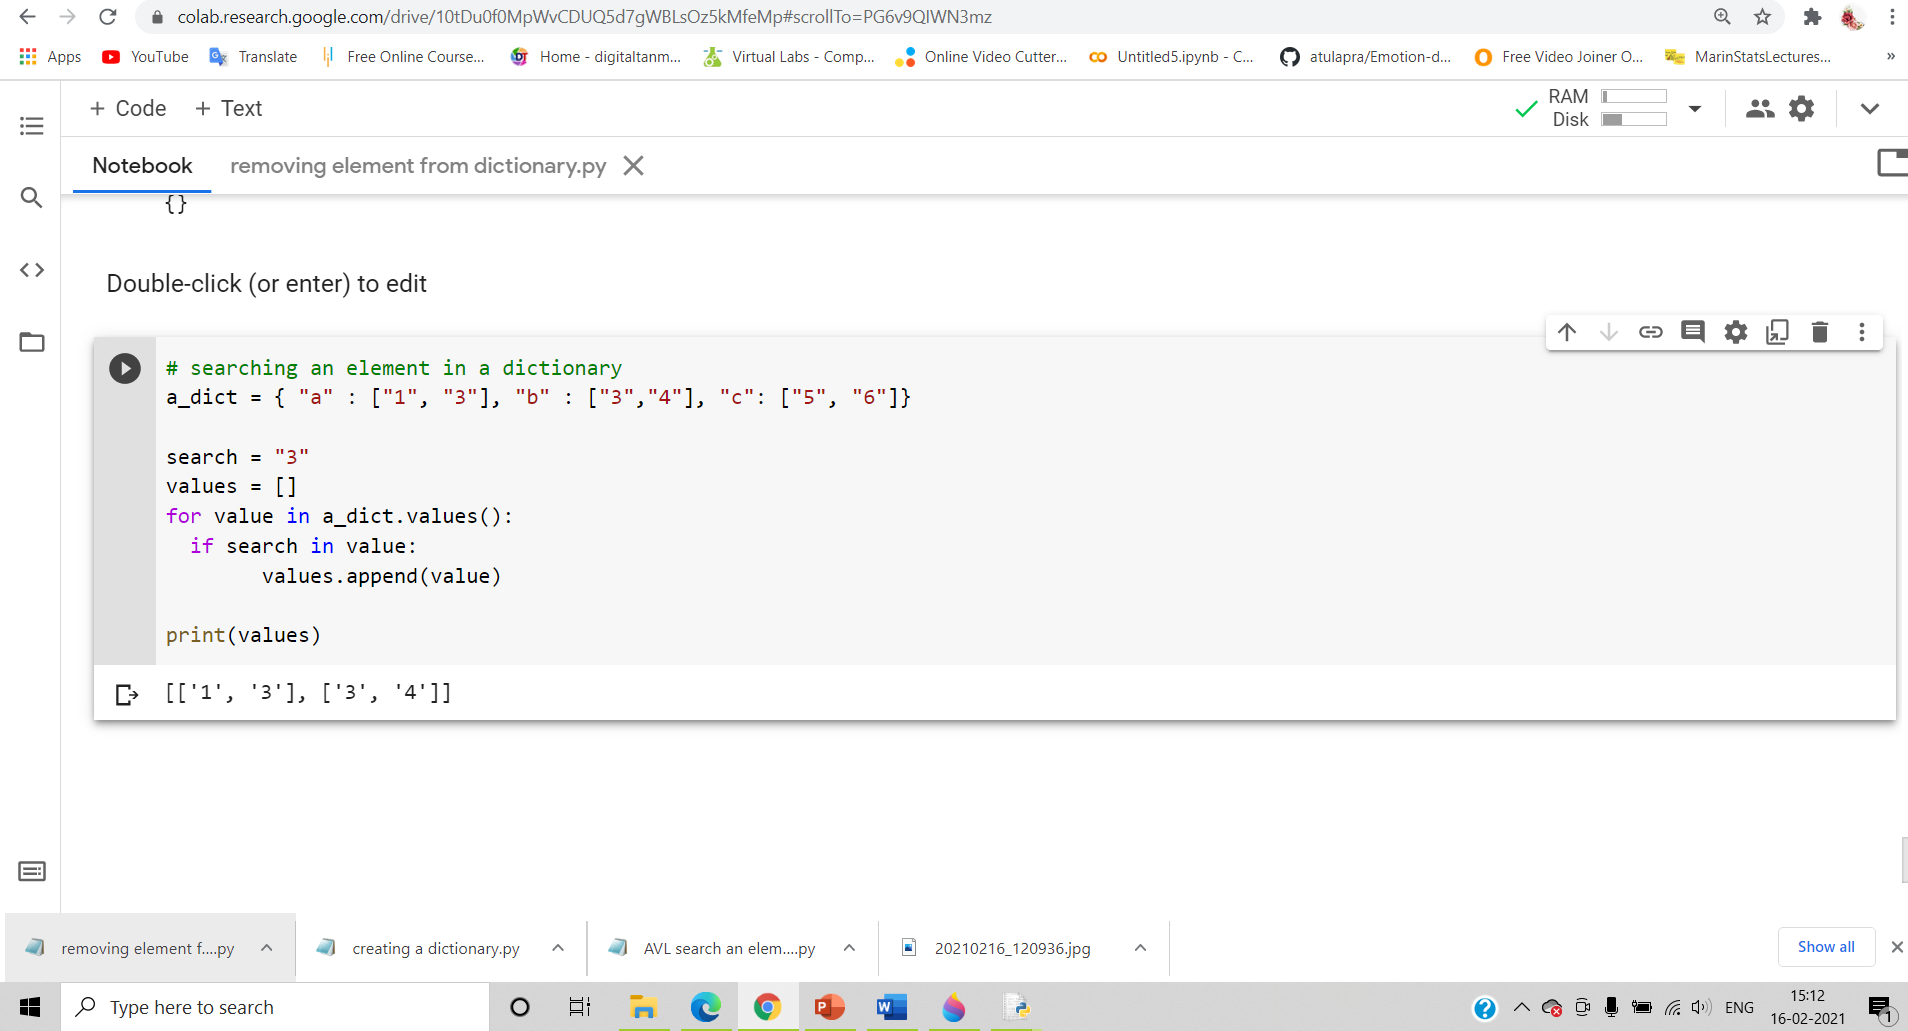 colab.research.google.com/drive/10tDu0f0MpWvCDUQ5d7gWBLsOz5kMfeMp#scrollTo=PG6v9QIWN3mz
Apps YouTube Translate Free Online Course... Home - digitaltanm... Virtual Labs - Comp... Online Video Cutter... Untitled5.ipynb - C... atulapra/Emotion-d... Free Video Joiner O... MarinStatsLectures... »
+ Code + Text RAM
Disk
Notebook removing element from dictionary.py
{}
Double-click (or enter) to edit
# searching an element in a dictionary
a_dict = { "a" : ["1", "3"], "b" : ["3","4"], "c": ["5", "6"]}
search = "3"
values = []
for value in a_dict.values():
  if search in value:
        values.append(value)
print(values)
[['1', '3'], ['3', '4']]
removing element f....py creating a dictionary.py AVL search an elem....py 20210216_120936.jpg Show all
Type here to search ENG 15:12
16-02-2021 1